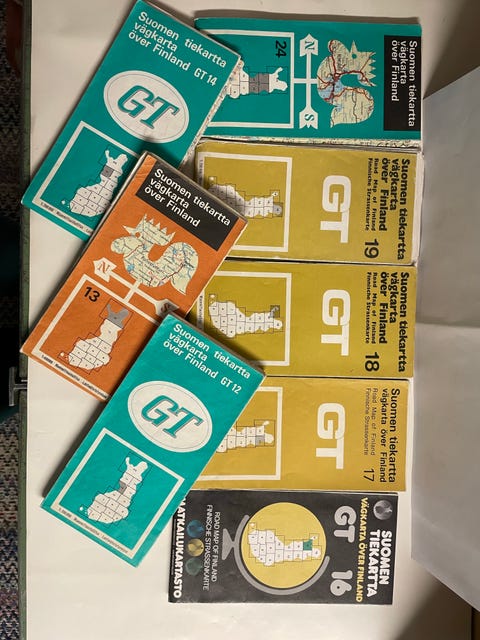 Suomen tiekartta
vägkarta
över Finland GT 14
GT
Suomen tiekartta
vägkarta
över Finland
24
N
S
Suomen tiekartta
vägkarta
över Finland
Road Map of Finland
Finnische Strassenkarte
19
GT
Suomen tiekartta
vägkarta
över Finland
13
N
Suomen tiekartta
vägkarta
över Finland
Road Map of Finland
Finnische Strassenkarte
18
GT
Suomen tiekartta
vägkarta
över Finland GT 12
GT
Suomen tiekartta
vägkarta över Finland
Road Map of Finland
Finnische Strassenkarte
17
GT
SUOMEN
TIEKARTTA
VÄGKARTA ÖVER FINLAND
GT 16
ROAD MAP OF FINLAND
FINNISCHE STRASSENKARTE
MATKAILUKARTASTO